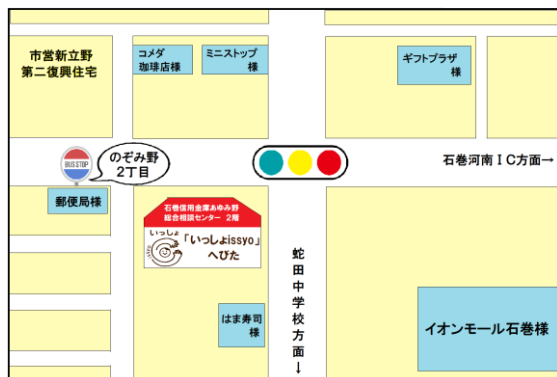 市営新立野
第二復興住宅
コメダ
珈琲店様
ミニストップ
様
ギフトプラザ
様
BUS STOP
のぞみ野
2丁目
石巻河南IC方面→
郵便局様
石巻信用金庫あゆみ野
総合相談センター 2階
いっしょ
issyo
「いっしょissyo」
へびた
はま寿司
様
蛇田中学校方面→
イオンモール石巻様